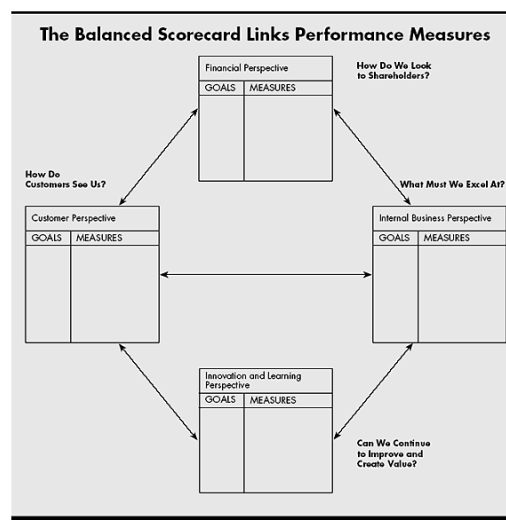 The Balanced Scorecard Links Performance Measures
Financial Perspective
GOALS MEASURES
How Do We Look
to Shareholders?
How Do
Customers See Us?
Customer Perspective
GOALS MEASURES
What Must We Excel At?
Internal Business Perspective
GOALS MEASURES
Innovation and Learning
Perspective
GOALS MEASURES
Can We Continue
to Improve and
Create Value?